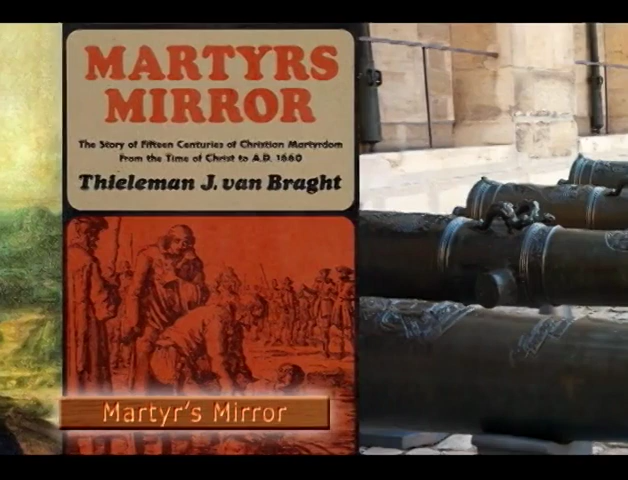 MARTYRS
MIRROR
The Story of Fifteen Centuries of Christian Martyrdom
From the Time of Christ to A.D. 1660
Thieleman J. van Braght
Martyr's Mirror